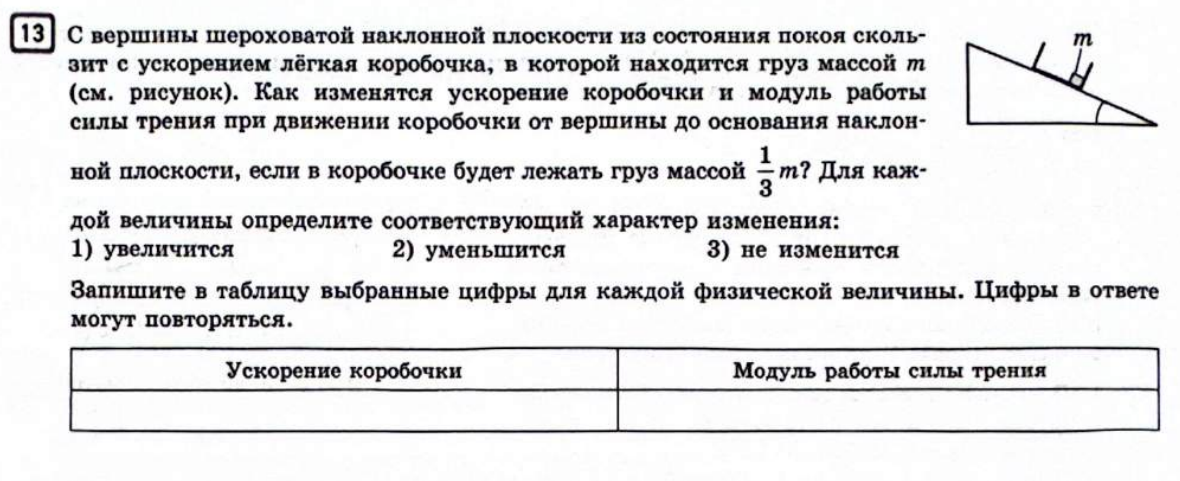 13 С вершины шероховатой наклонной плоскости из состояния покоя сколь-
зит с ускорением лёгкая коробочка, в которой находится груз массой m
(см. рисунок). Как изменятся ускорение коробочки и модуль работы
силы трения при движении коробочки от вершины до основания наклон-
ной плоскости, если в коробочке будет лежать груз массой 1/3 m? Для каж-
дой величины определите соответствующий характер изменения:
1) увеличится 2) уменьшится 3) не изменится
Запишите в таблицу выбранные цифры для каждой физической величины. Цифры в ответе
могут повторяться.
Ускорение коробочки Модуль работы силы трения
m